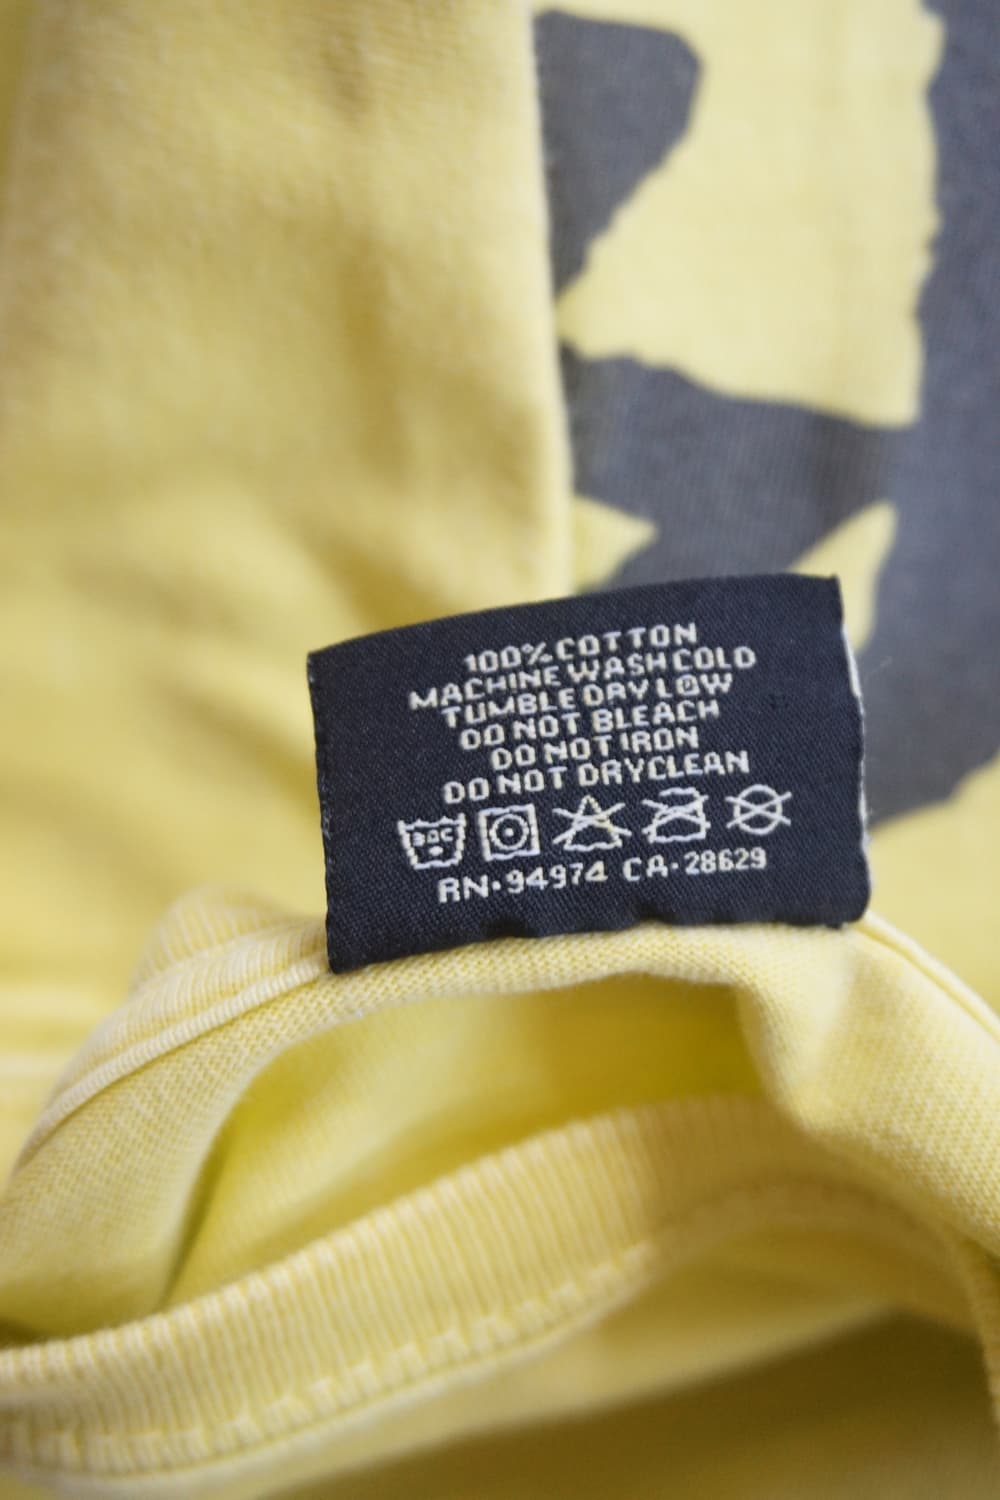 100% COTTON
MACHINE WASH COLD
TUMBLE DRY LOW
DO NOT BLEACH
DO NOT IRON
DO NOT DRYCLEAN
30C
RN·94974 CA·28629